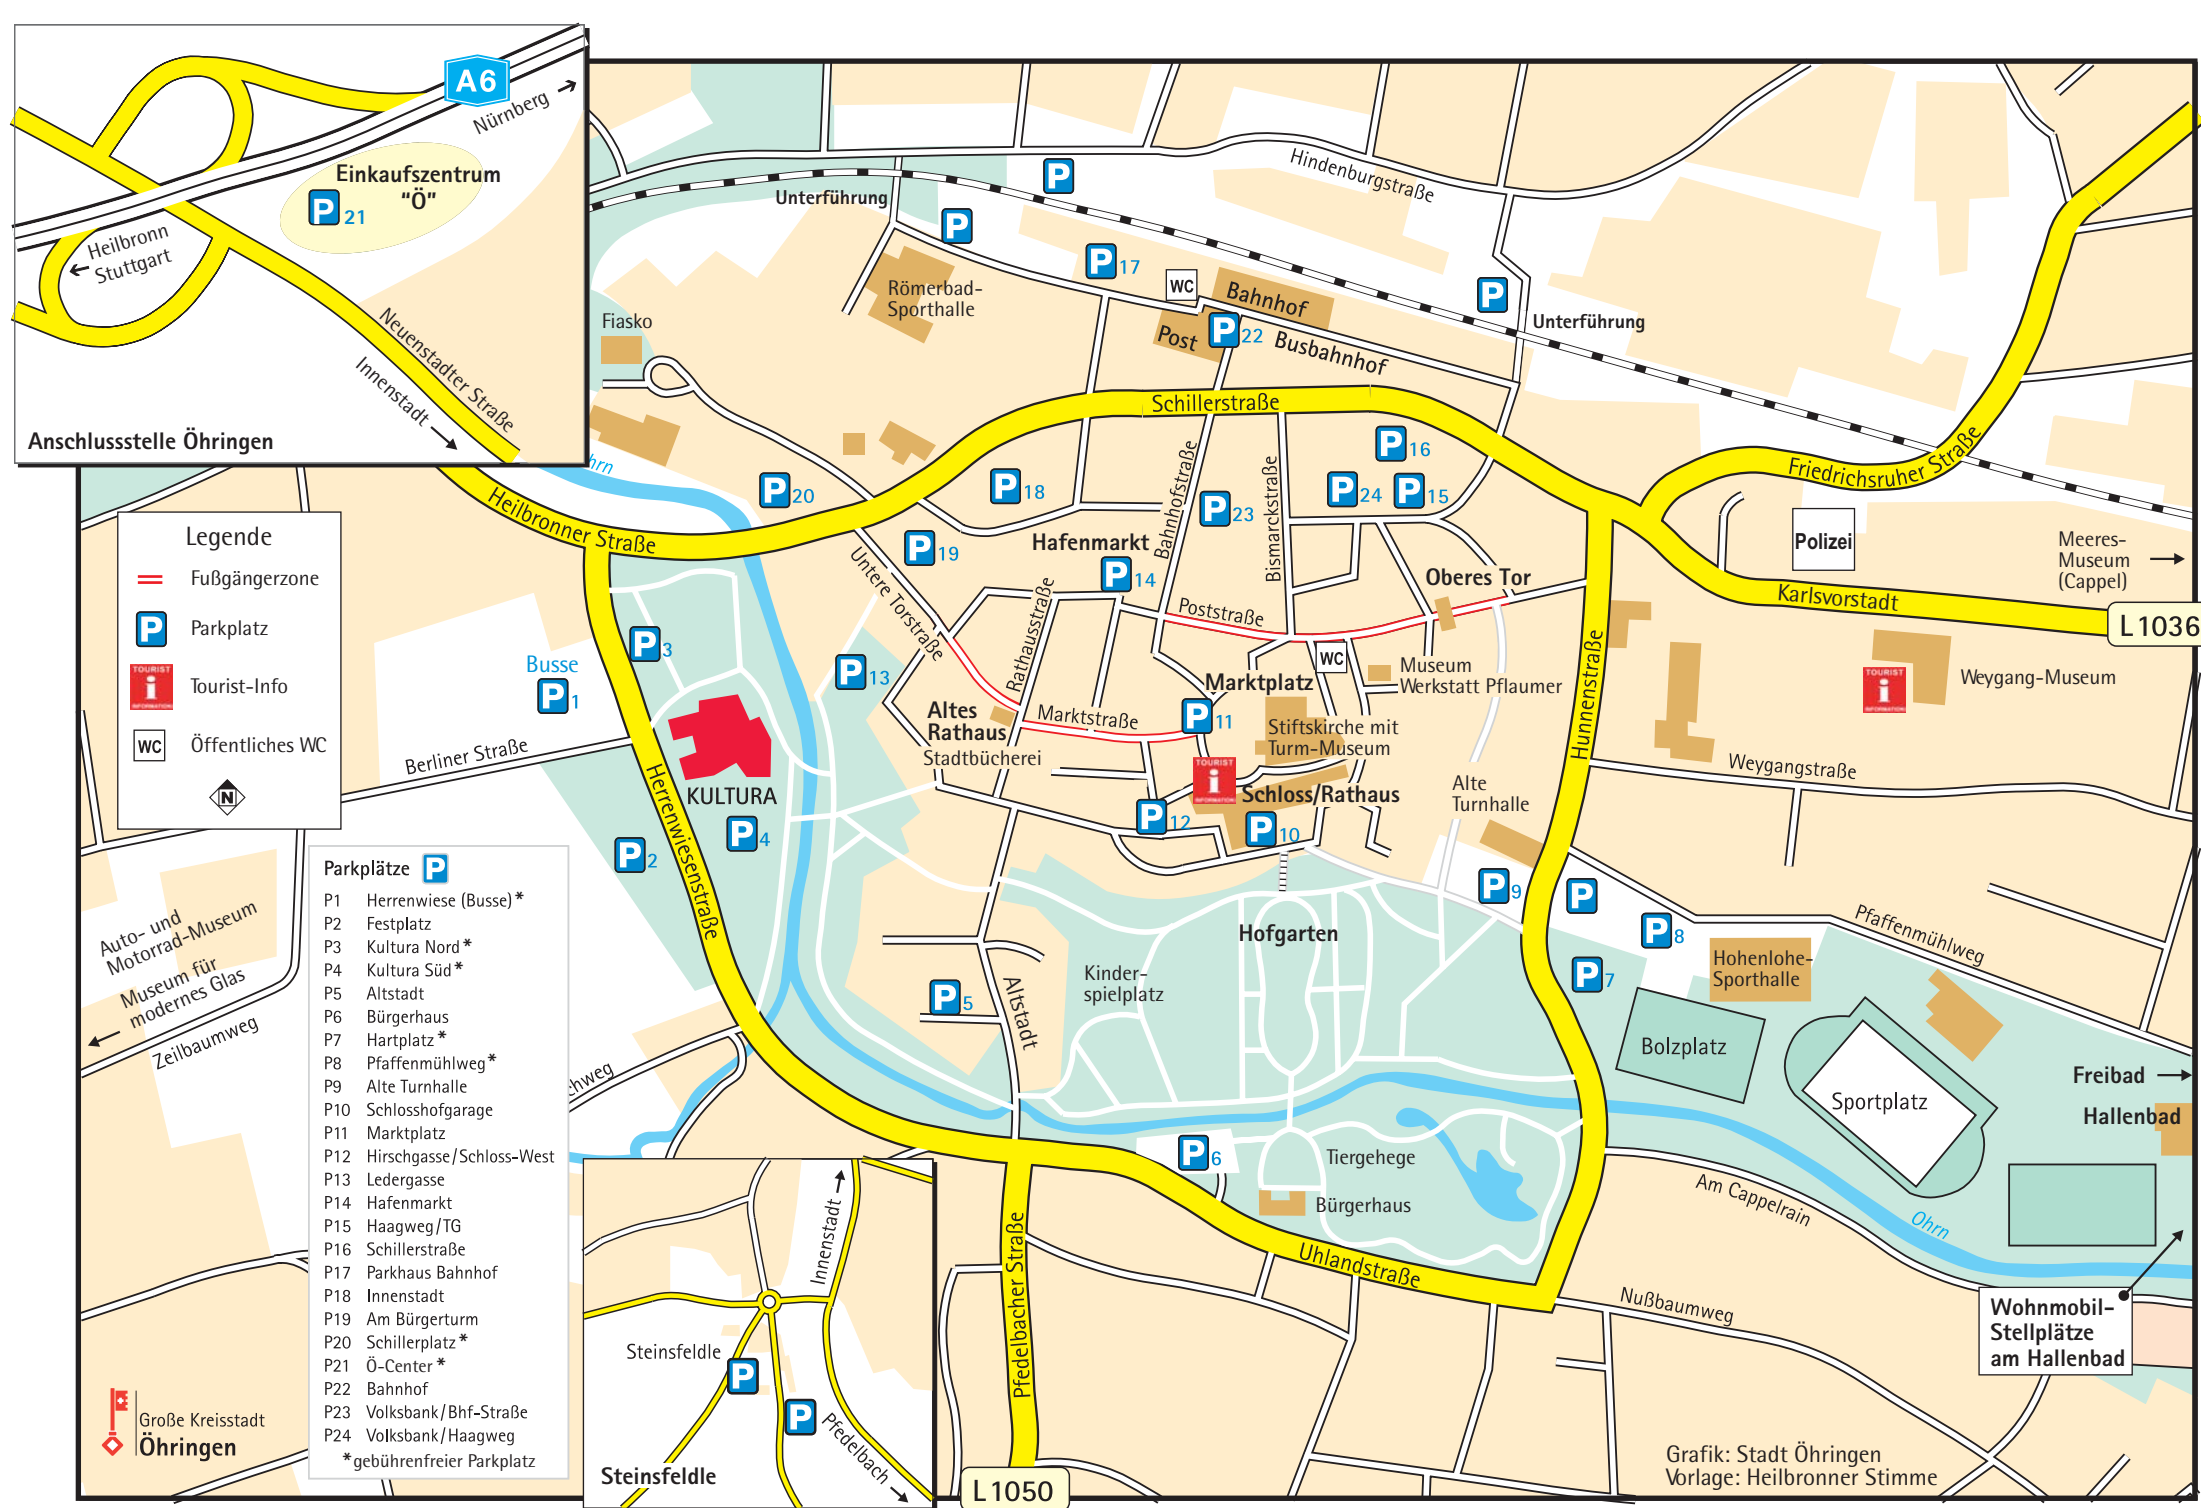 A6
Nürnberg
Einkaufszentrum
"Ö"
P 21
Heilbronn
Stuttgart
Neuenstadter Straße
Innenstadt
Anschlussstelle Öhringen
Hindenburgstraße
Unterführung
P
P
P 17
WC
Bahnhof
P
Römerbad-
Sporthalle
Fiasko
Post
P 22
Busbahnhof
Unterführung
Schillerstraße
P 16
Friedrichsruher Straße
P 20
P 18
Bahnhofstraße
P 23
Bismarckstraße
P 24
P 15
Heilbronner Straße
hrn
Legende
Fußgängerzone
P Parkplatz
TOURIST
i
INFORMATION
Tourist-Info
WC Öffentliches WC
N
Polizei
Meeres-
Museum
(Cappel)
P 19
Hafenmarkt
P 14
Untere Torstraße
Rathausstraße
Poststraße
Oberes Tor
Karlsvorstadt
L 1036
P 3
Busse
P 1
P 13
WC
Museum
Werkstatt Pflaumer
Hunnenstraße
TOURIST
i
INFORMATION
Weygang-Museum
Marktplatz
P 11
Altes
Rathaus
Stadtbücherei
Marktstraße
Stiftskirche mit
Turm-Museum
Berliner Straße
Herrenwiesenstraße
KULTURA
P 4
P 2
TOURIST
i
INFORMATION
Schloss/Rathaus
P 12
P 10
Alte
Turnhalle
Weygangstraße
P 9
P
P 8
Pfaffenmühlweg
Hohenlohe-
Sporthalle
P 7
Hofgarten
Kinder-
spielplatz
P 5
Altstadt
Auto- und
Motorrad-Museum
Museum für
modernes Glas
Zeilbaumweg
hweg
Parkplätze P
P1 Herrenwiese (Busse)*
P2 Festplatz
P3 Kultura Nord*
P4 Kultura Süd*
P5 Altstadt
P6 Bürgerhaus
P7 Hartplatz*
P8 Pfaffenmühlweg*
P9 Alte Turnhalle
P10 Schlosshofgarage
P11 Marktplatz
P12 Hirschgasse/Schloss-West
P13 Ledergasse
P14 Hafenmarkt
P15 Haagweg/TG
P16 Schillerstraße
P17 Parkhaus Bahnhof
P18 Innenstadt
P19 Am Bürgerturm
P20 Schillerplatz*
P21 Ö-Center*
P22 Bahnhof
P23 Volksbank/Bhf-Straße
P24 Volksbank/Haagweg
*gebührenfreier Parkplatz
Bolzplatz
Sportplatz
Freibad
Hallenbad
P 6
Tiergehege
Bürgerhaus
Am Cappelrain
Ohrn
Uhlandstraße
Nußbaumweg
Wohnmobil-
Stellplätze
am Hallenbad
Pfedelbacher Straße
L 1050
Innenstadt
Steinsfeldle
P
P
Pfedelbach
Steinsfeldle
Große Kreisstadt
Öhringen
Grafik: Stadt Öhringen
Vorlage: Heilbronner Stimme